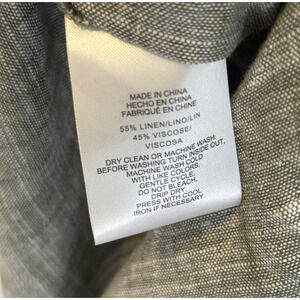 MADE IN CHINA
HECHO EN CHINA
FABRIQUÉ EN CHINE
55% LINEN/LINO/LIN
45% VISCOSE/
VISCOSA
DRY CLEAN OR MACHINE WASH:
BEFORE WASHING TURN INSIDE OUT,
MACHINE WASH COLD
WITH LIKE COLORS.
GENTLE CYCLE,
DO NOT BLEACH.
DRIP DRY.
PRESS WITH COOL
IRON IF NECESSARY.